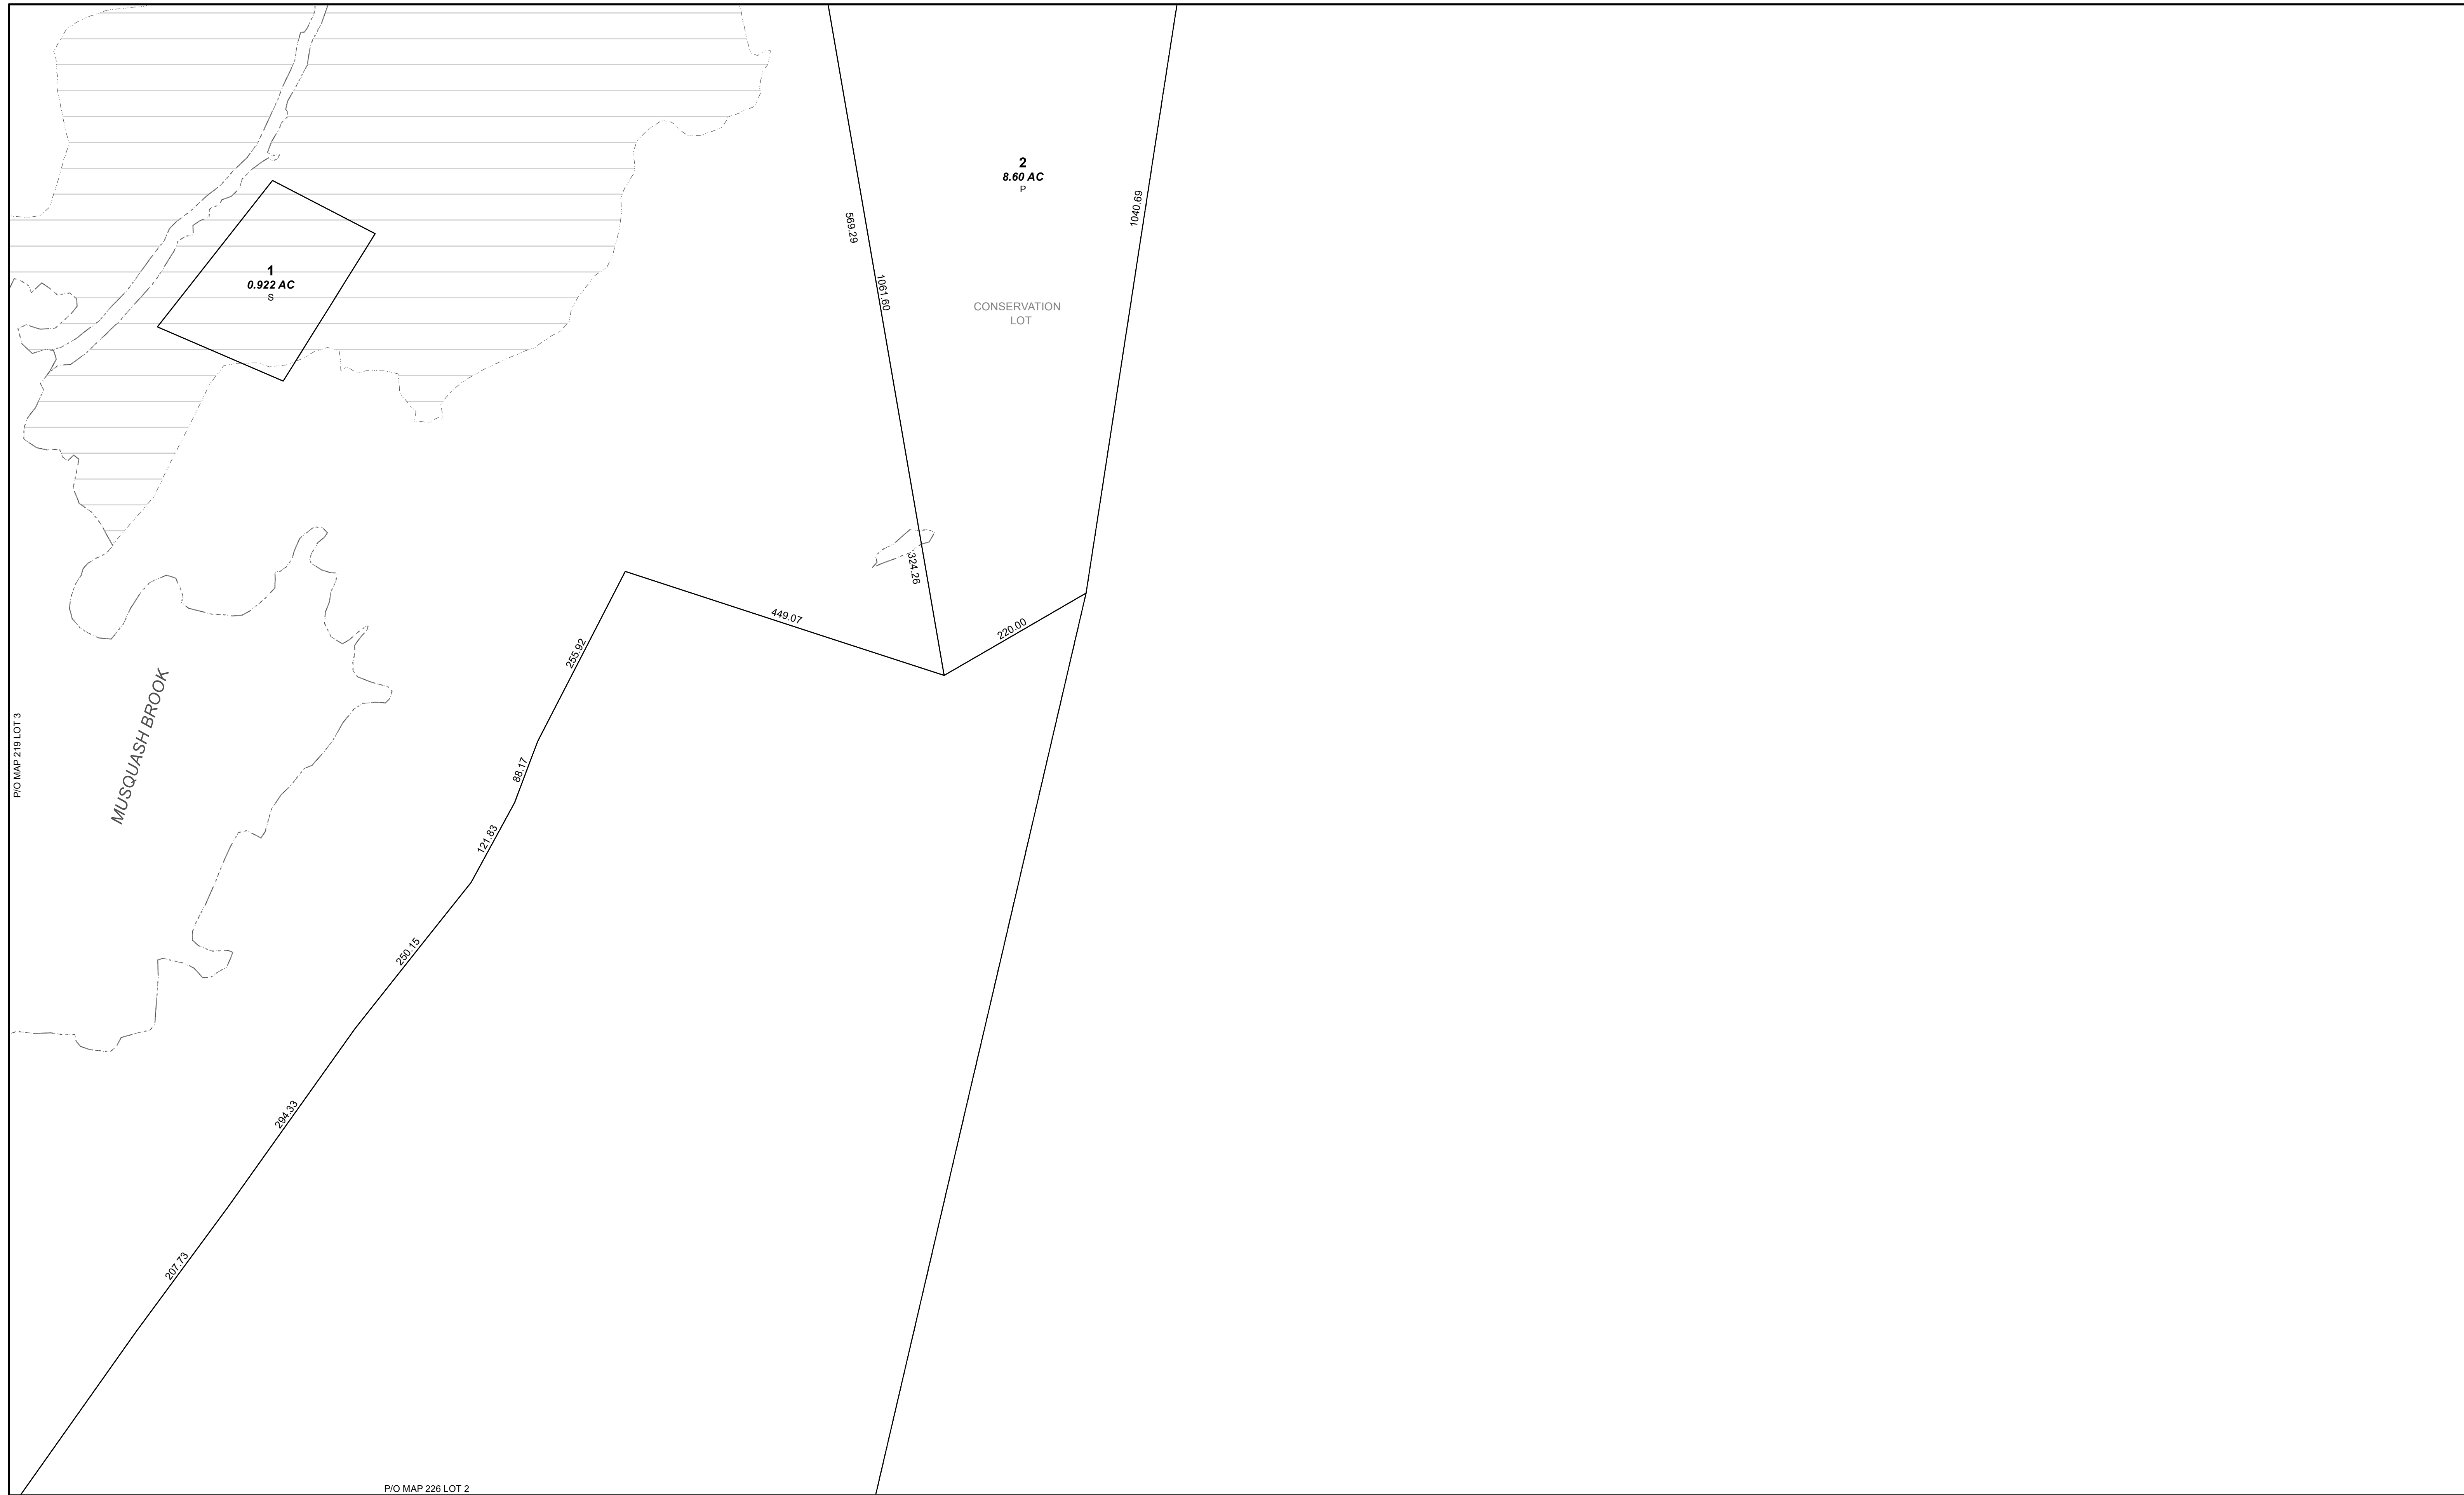 2
8.60 AC
P
569.29
1040.69
1
0.922 AC
S
1061.60
CONSERVATION
LOT
324.26
449.07
220.00
255.92
MUSQUASH BROOK
P/O MAP 219 LOT 3
88.17
121.83
250.15
294.33
207.73
P/O MAP 226 LOT 2